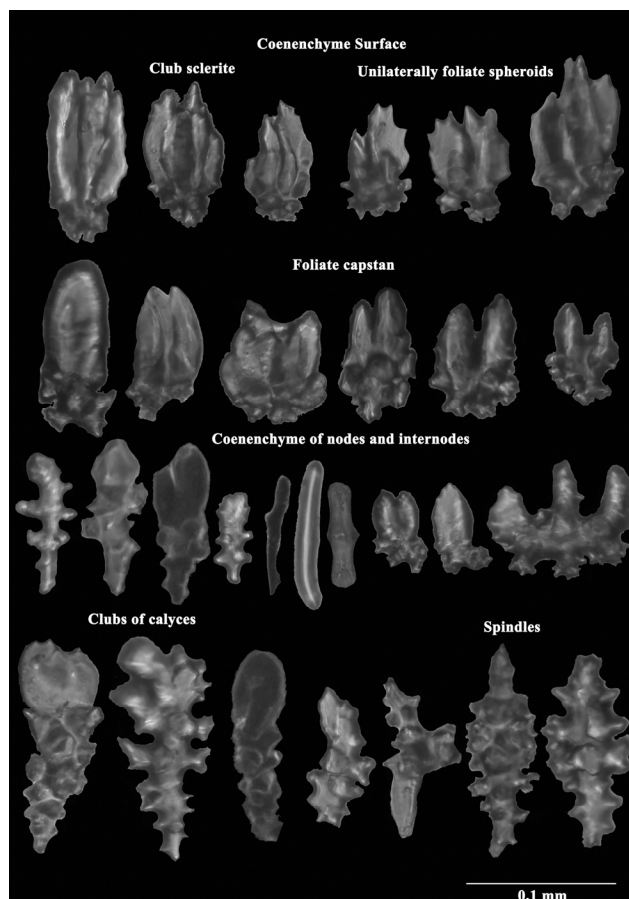 Coenenchyme Surface
Club sclerite
Unilaterally foliate spheroids
Foliate capstan
Coenenchyme of nodes and internodes
Clubs of calyces
Spindles
0.1 mm